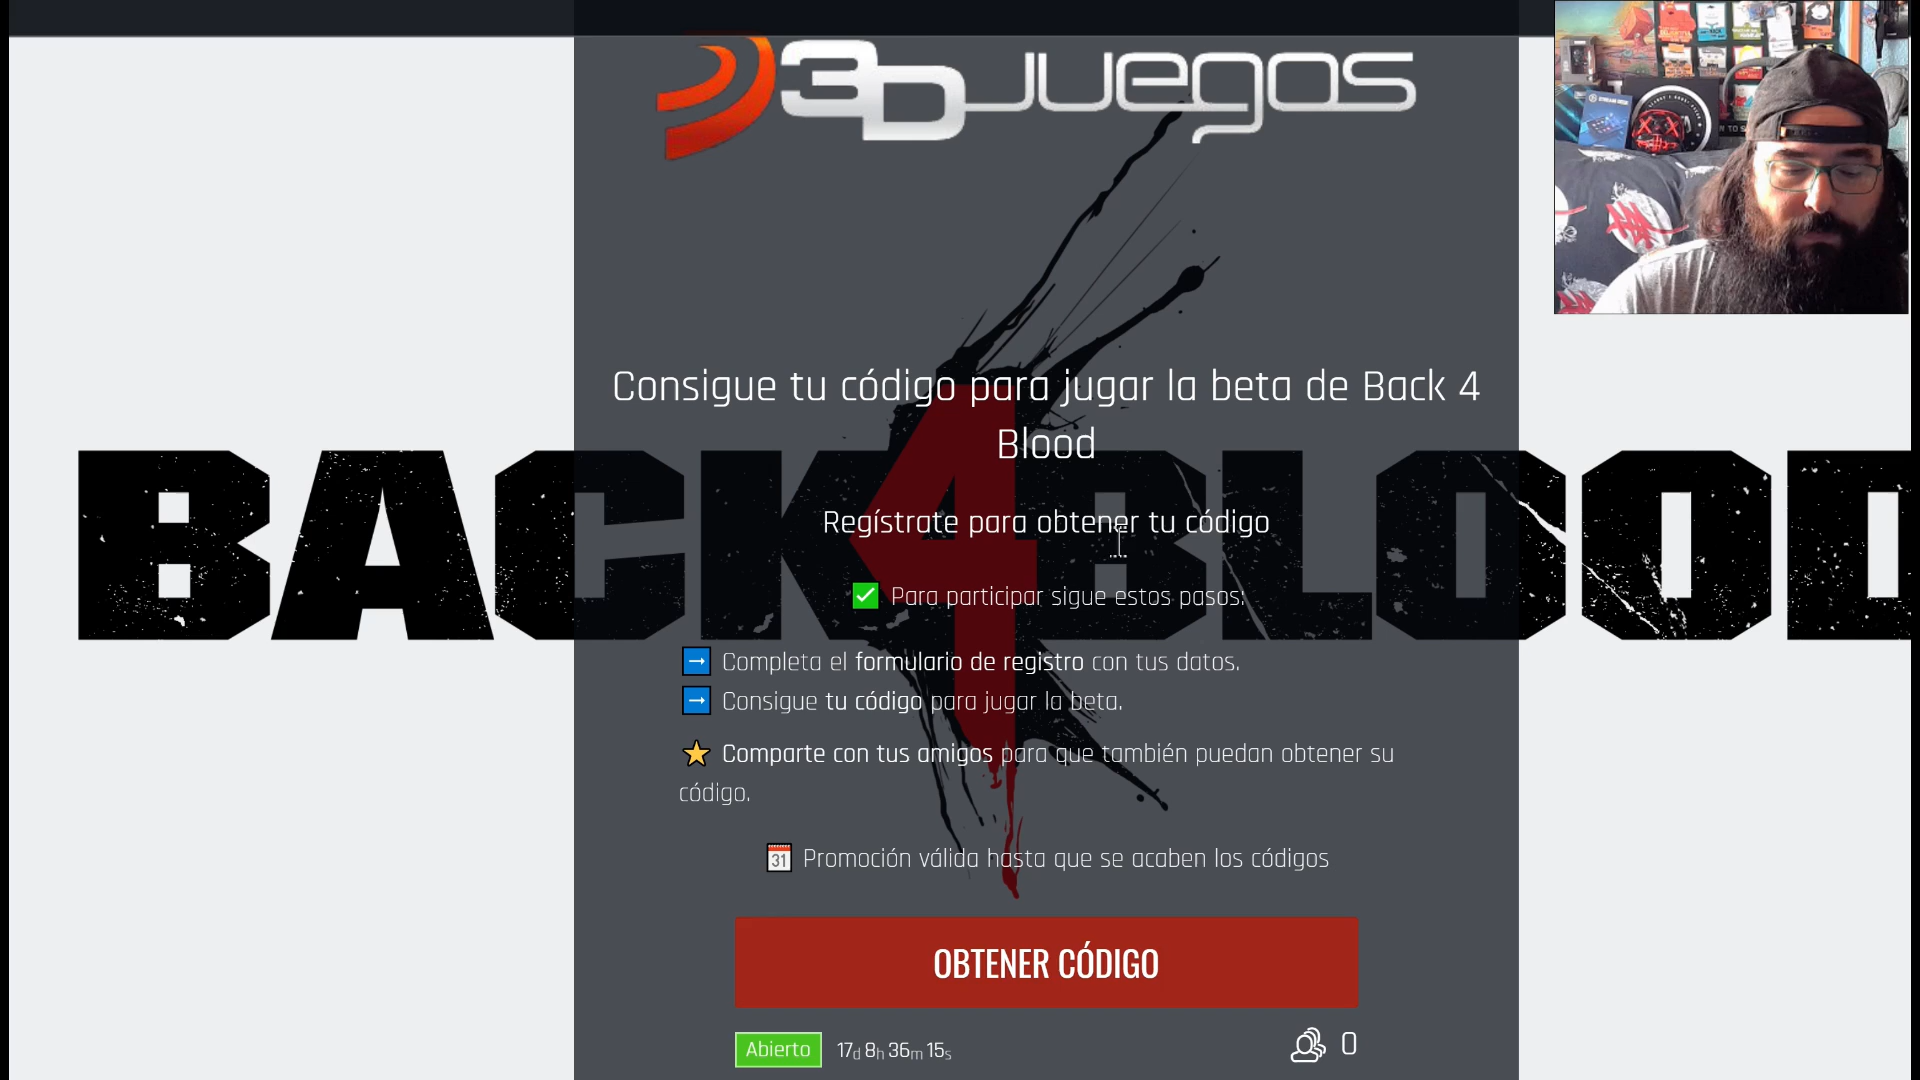 3DJuegos
Consigue tu código para jugar la beta de Back 4
Blood
BACK 4 BLOOD
Regístrate para obtener tu código
✅ Para participar sigue estos pasos:
➡ Completa el formulario de registro con tus datos.
➡ Consigue tu código para jugar la beta.
⭐ Comparte con tus amigos para que también puedan obtener su
código.
📅 Promoción válida hasta que se acaben los códigos
OBTENER CÓDIGO
Abierto 17d 8h 36m 15s 0